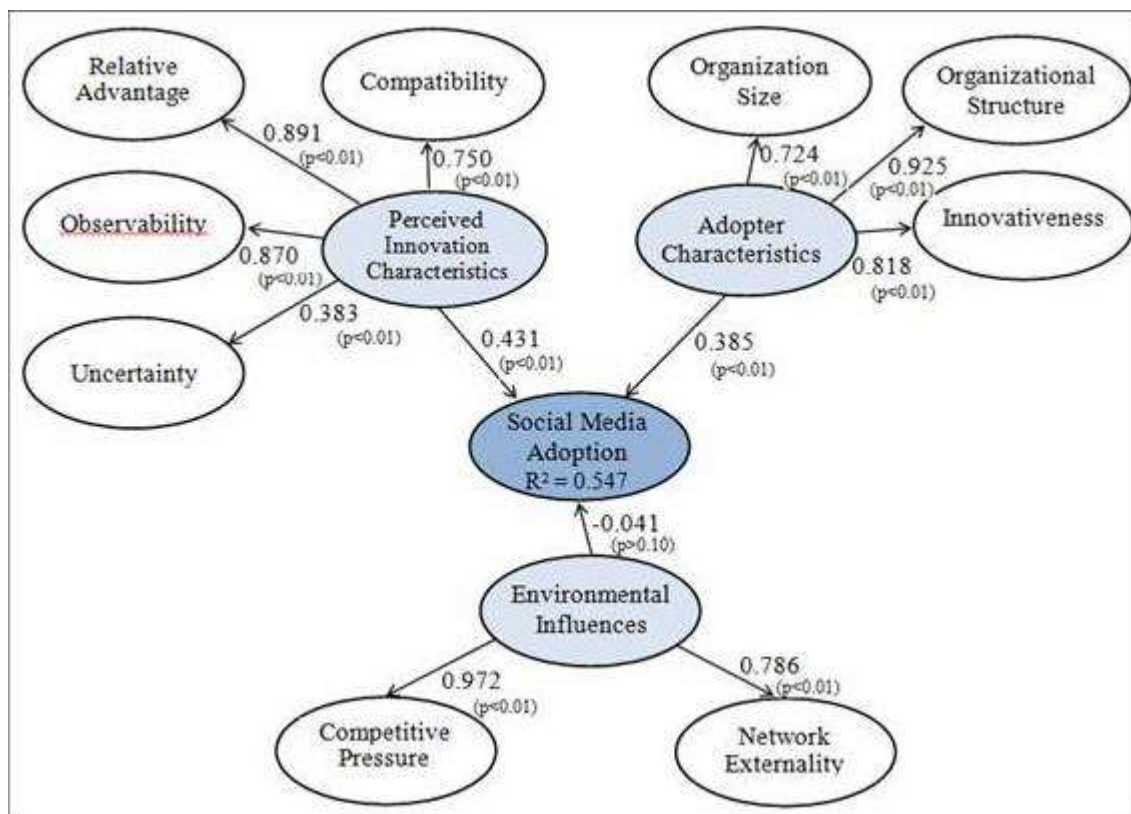 Relative
Advantage
Compatibility
Organization
Size
Organizational
Structure
0.891
(p<0.01)
0.750
(p<0.01)
0.724
(p<0.01)
0.925
(p<0.01)
Observability
Perceived
Innovation
Characteristics
Adopter
Characteristics
Innovativeness
0.870
(p<0.01)
0.818
(p<0.01)
0.383
(p<0.01)
Uncertainty
0.431
(p<0.01)
0.385
(p<0.01)
Social Media
Adoption
R² = 0.547
-0.041
(p>0.10)
Environmental
Influences
0.972
(p<0.01)
0.786
(p<0.01)
Competitive
Pressure
Network
Externality